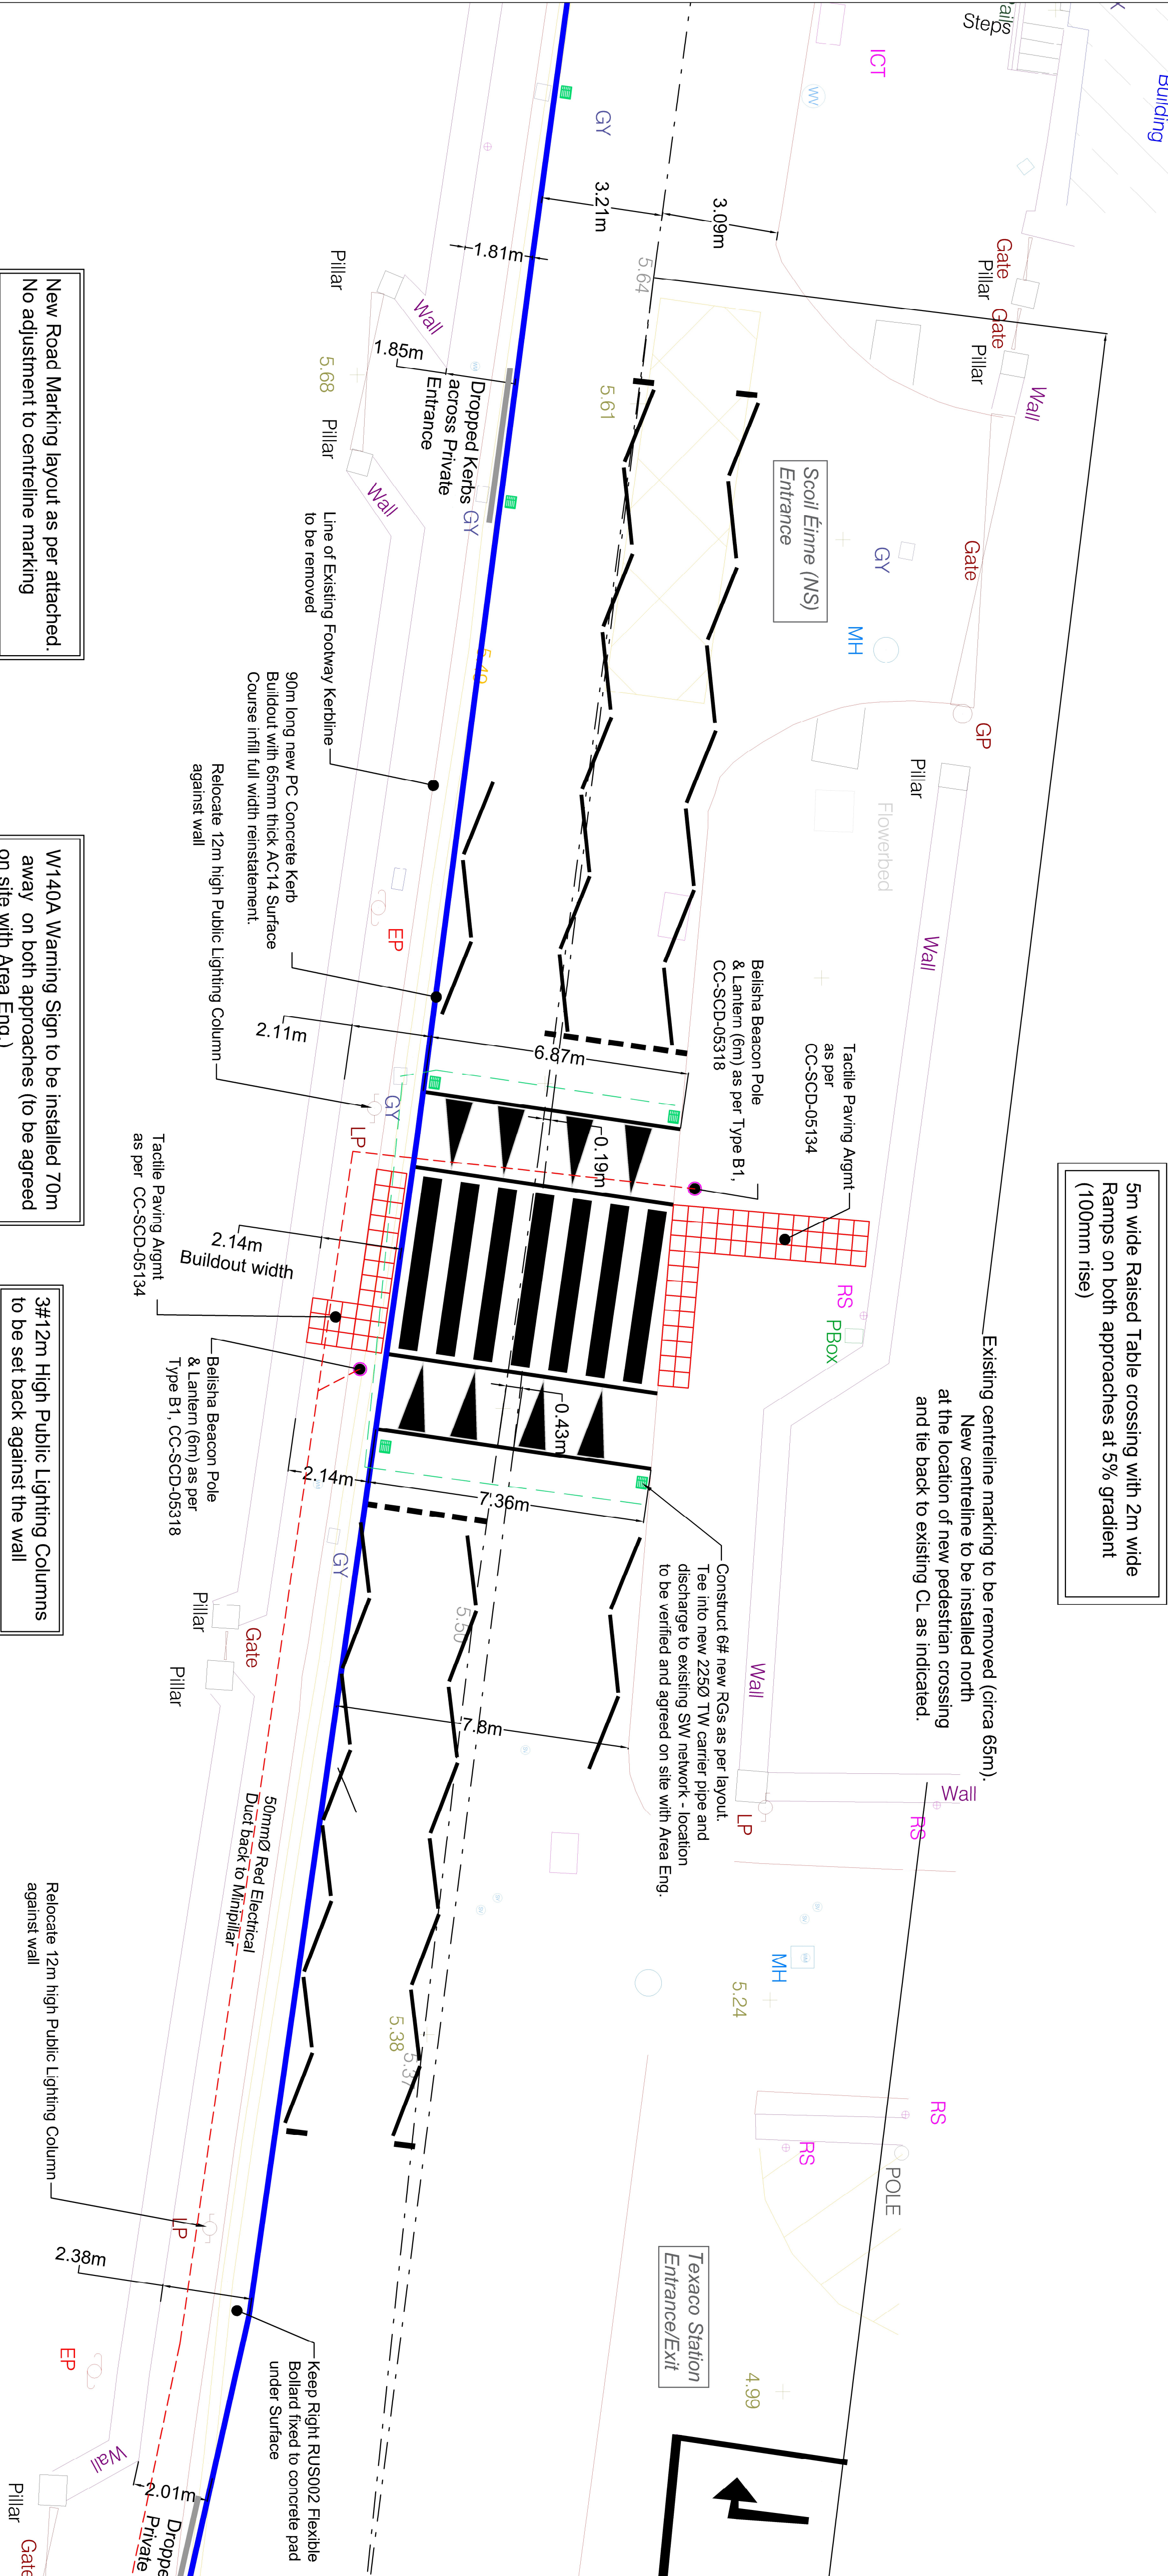 Building
Steps
ICT
WV
GY
3.21m
3.09m
5.64
1.81m
Pillar
Wall
1.85m
5.68
Pillar
Wall
Dropped Kerbs
across Private
Entrance
GY
5.61
Gate
Pillar
Gate
Pillar
Wall
Scoil Éinne (NS)
Entrance
GY
Gate
MH
GP
Pillar
Flowerbed
Wall
New Road Marking layout as per attached.
No adjustment to centreline marking
Line of Existing Footway Kerbline
to be removed
90m long new PC Concrete Kerb
Buildout with 65mm thick AC14 Surface
Course infill full width reinstatement.
Relocate 12m high Public Lighting Column
against wall
EP
2.11m
6.87m
GY
LP
0.19m
Belisha Beacon Pole
& Lantern (6m) as per Type B1,
CC-SCD-05318
Tactile Paving Argmt
as per
CC-SCD-05134
W140A Warning Sign to be installed 70m
away on both approaches (to be agreed
on site with Area Eng.)
5m wide Raised Table crossing with 2m wide
Ramps on both approaches at 5% gradient
(100mm rise)
RS
PBox
Tactile Paving Argmt
as per CC-SCD-05134
2.14m
Buildout width
Belisha Beacon Pole
& Lantern (6m) as per
Type B1, CC-SCD-05318
3#12m High Public Lighting Columns
to be set back against the wall
0.43m
2.14m
7.36m
Existing centreline marking to be removed (circa 65m).
New centreline to be installed north
at the location of new pedestrian crossing
and tie back to existing CL as indicated.
Construct 6# new RGs as per layout.
Tee into new 225Ø TW carrier pipe and
discharge to existing SW network - location
to be verified and agreed on site with Area Eng.
GY
5.50
Pillar
Gate
Pillar
7.8m
Wall
Wall
RS
LP
50mmØ Red Electrical
Duct back to Minipillar
MH
5.24
5.38
5.37
RS
RS
POLE
Relocate 12m high Public Lighting Column
against wall
LP
2.38m
Texaco Station
Entrance/Exit
4.99
Keep Right RUS002 Flexible
Bollard fixed to concrete pad
under Surface
EP
Wall
2.01m
Pillar
Gate
Private